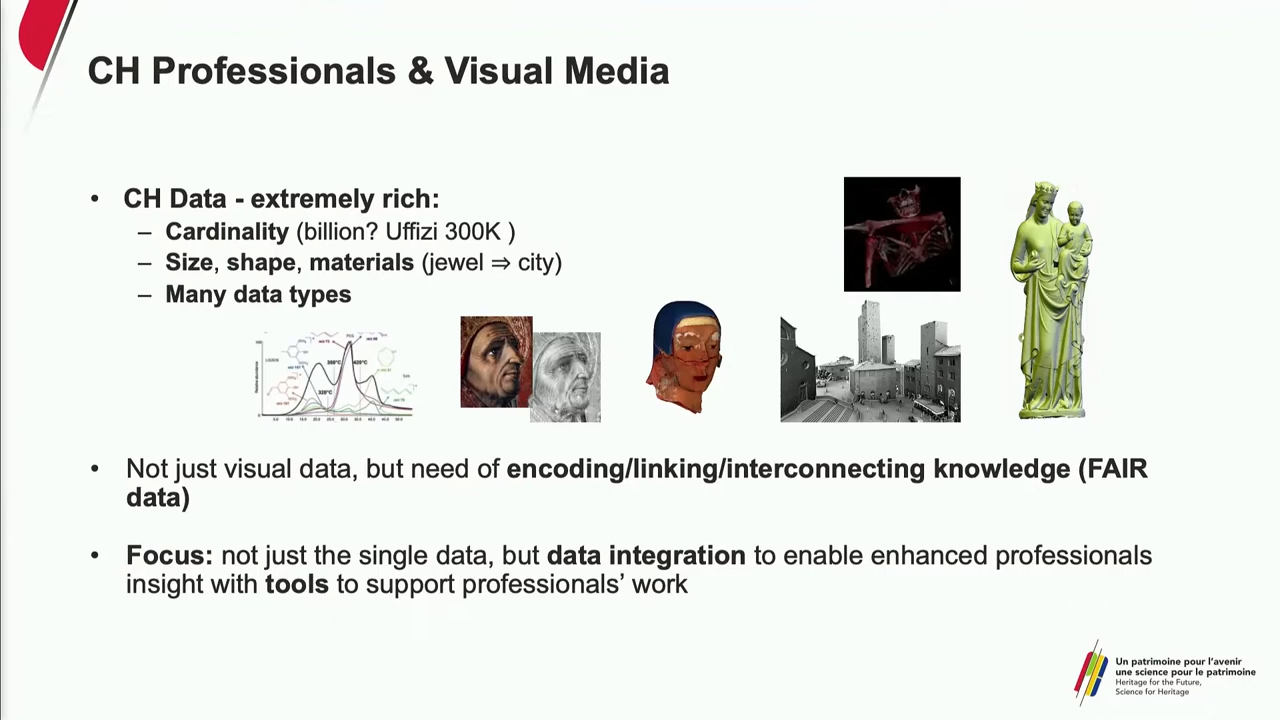 CH Professionals & Visual Media
• CH Data - extremely rich:
– Cardinality (billion? Uffizi 300K )
– Size, shape, materials (jewel ⇒ city)
– Many data types
• Not just visual data, but need of encoding/linking/interconnecting knowledge (FAIR
data)
• Focus: not just the single data, but data integration to enable enhanced professionals
insight with tools to support professionals’ work
Un patrimoine pour l’avenir
une science pour le patrimoine
Heritage for the Future,
Science for Heritage